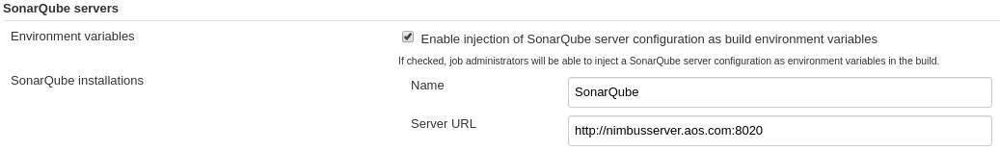 SonarQube servers
Environment variables
Enable injection of SonarQube server configuration as build environment variables
If checked, job administrators will be able to inject a SonarQube server configuration as environment variables in the build.
SonarQube installations
Name
SonarQube
Server URL
http://nimbusserver.aos.com:8020